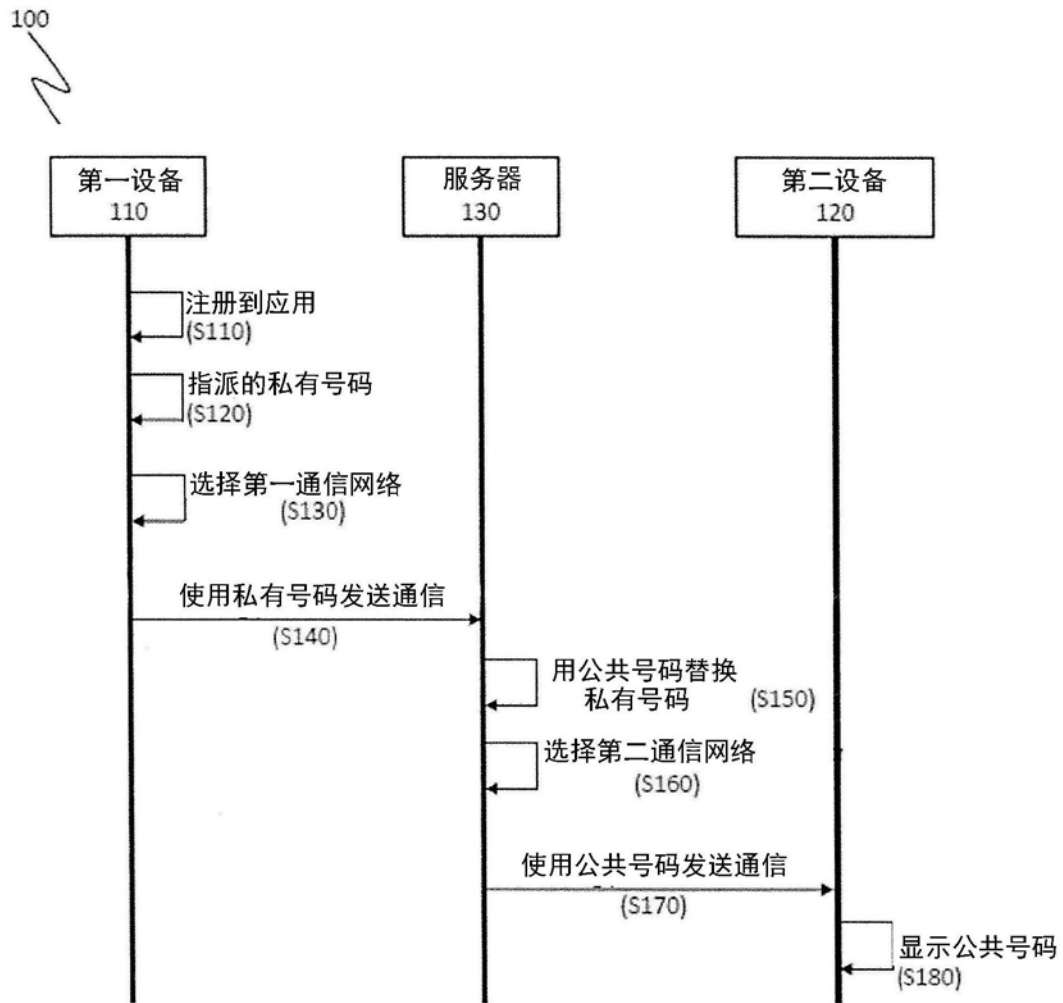 100
第一设备
110
服务器
130
第二设备
120
注册到应用
(S110)
指派的私有号码
(S120)
选择第一通信网络
(S130)
使用私有号码发送通信
(S140)
用公共号码替换
私有号码 (S150)
选择第二通信网络
(S160)
使用公共号码发送通信
(S170)
显示公共号码
(S180)